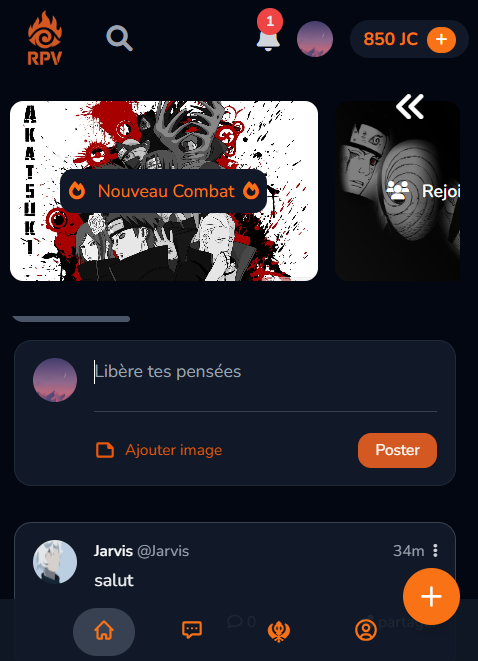 1
RPV
850 JC
AKATSUKI
Nouveau Combat
Rejoi
Libère tes pensées
Ajouter image
Poster
Jarvis @Jarvis
34m
salut
0
partag